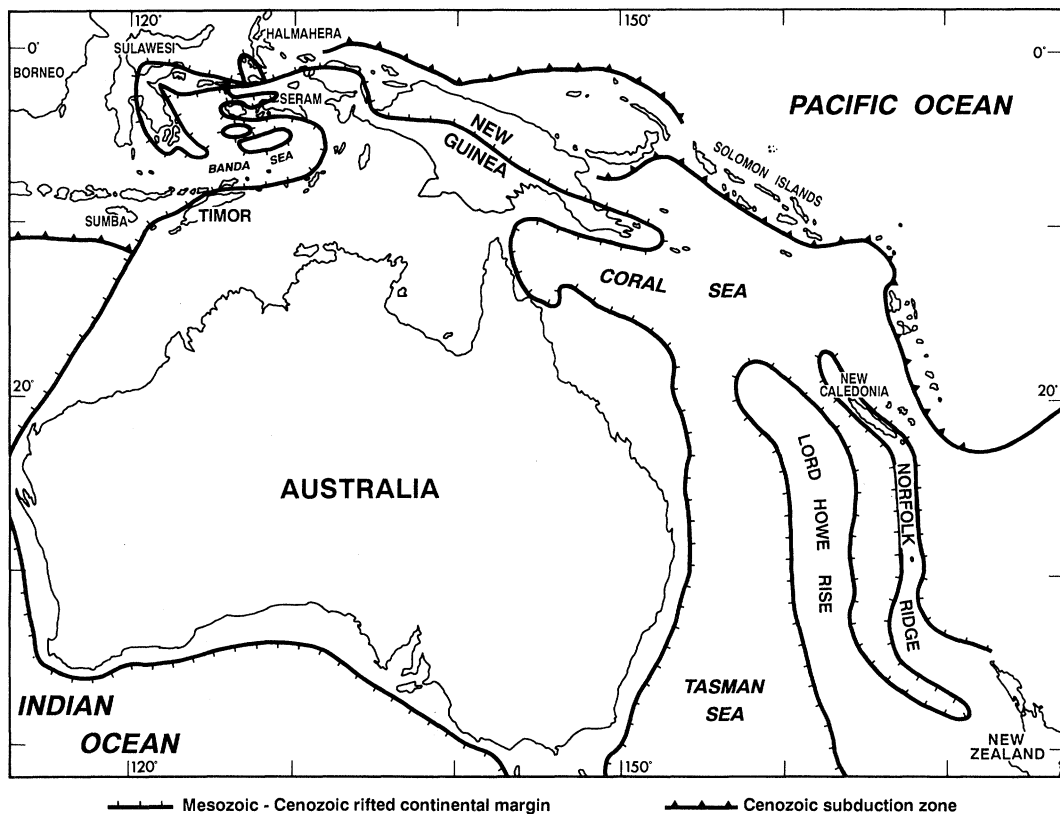 120°
150°
HALMAHERA
SULAWESI
0°
0°
BORNEO
SERAM
PACIFIC OCEAN
NEW
GUINEA
SOLOMON ISLANDS
BANDA
SEA
SUMBA
TIMOR
CORAL SEA
20°
20°
NEW
CALEDONIA
AUSTRALIA
LORD HOWE RISE
NORFOLK RIDGE
TASMAN
SEA
INDIAN
OCEAN
NEW
ZEALAND
120°
150°
Mesozoic - Cenozoic rifted continental margin
Cenozoic subduction zone